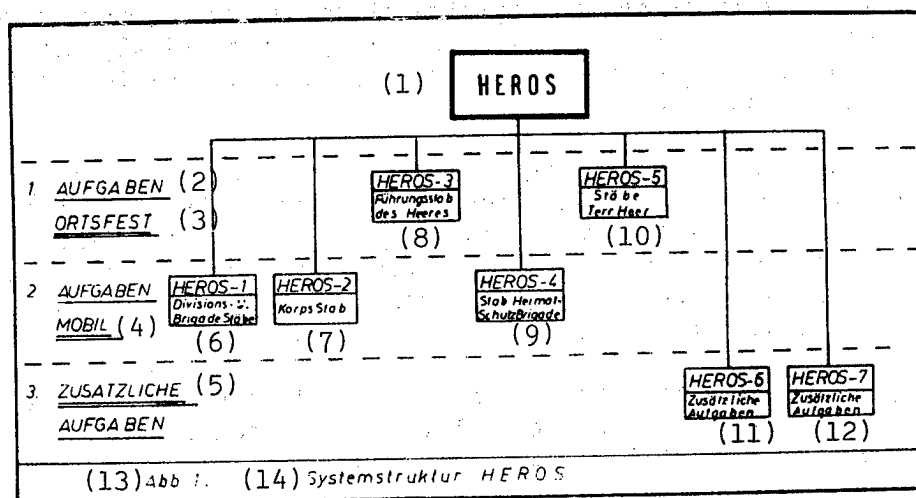 (1) HEROS
1. AUFGABEN (2)
ORTSFEST (3)
HEROS-3
Führungsstab
des Heeres
(8)
HEROS-5
Stäbe
Terr Heer
(10)
2 AUFGABEN
MOBIL (4)
HEROS-1
Divisions- u.
Brigade Stäbe
(6)
HEROS-2
Korps Stab
(7)
HEROS-4
Stab Heimat-
SchutzBrigade
(9)
3. ZUSATZLICHE (5)
AUFGABEN
HEROS-6
Zusätzliche
Aufgaben
(11)
HEROS-7
Zusätzliche
Aufgaben
(12)
(13) Abb 1. (14) Systemstruktur HEROS